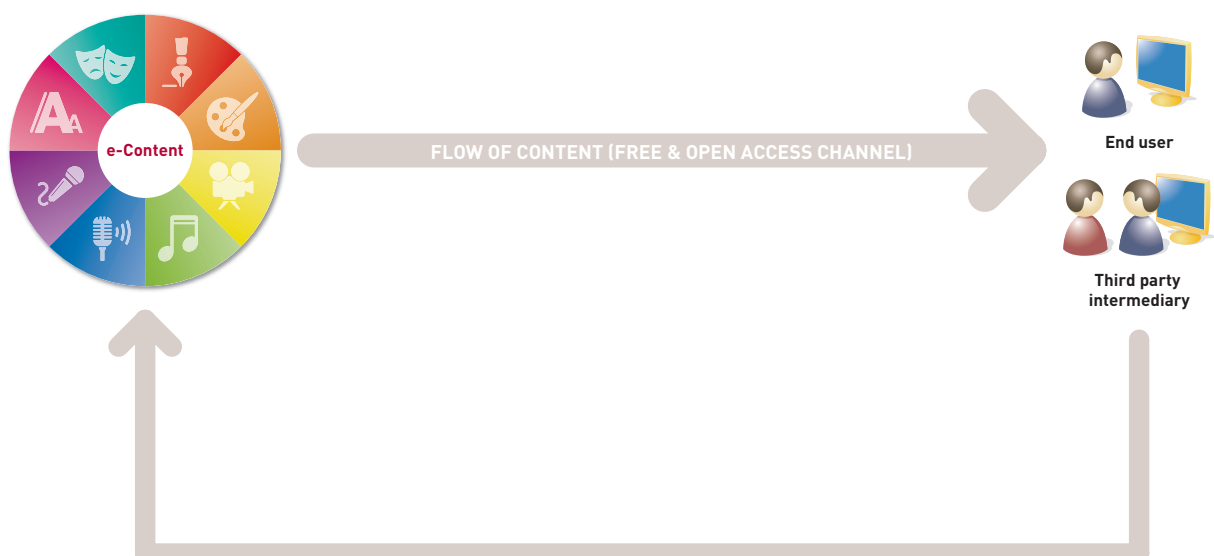 e-Content
FLOW OF CONTENT (FREE & OPEN ACCESS CHANNEL)
End user
Third party
intermediary